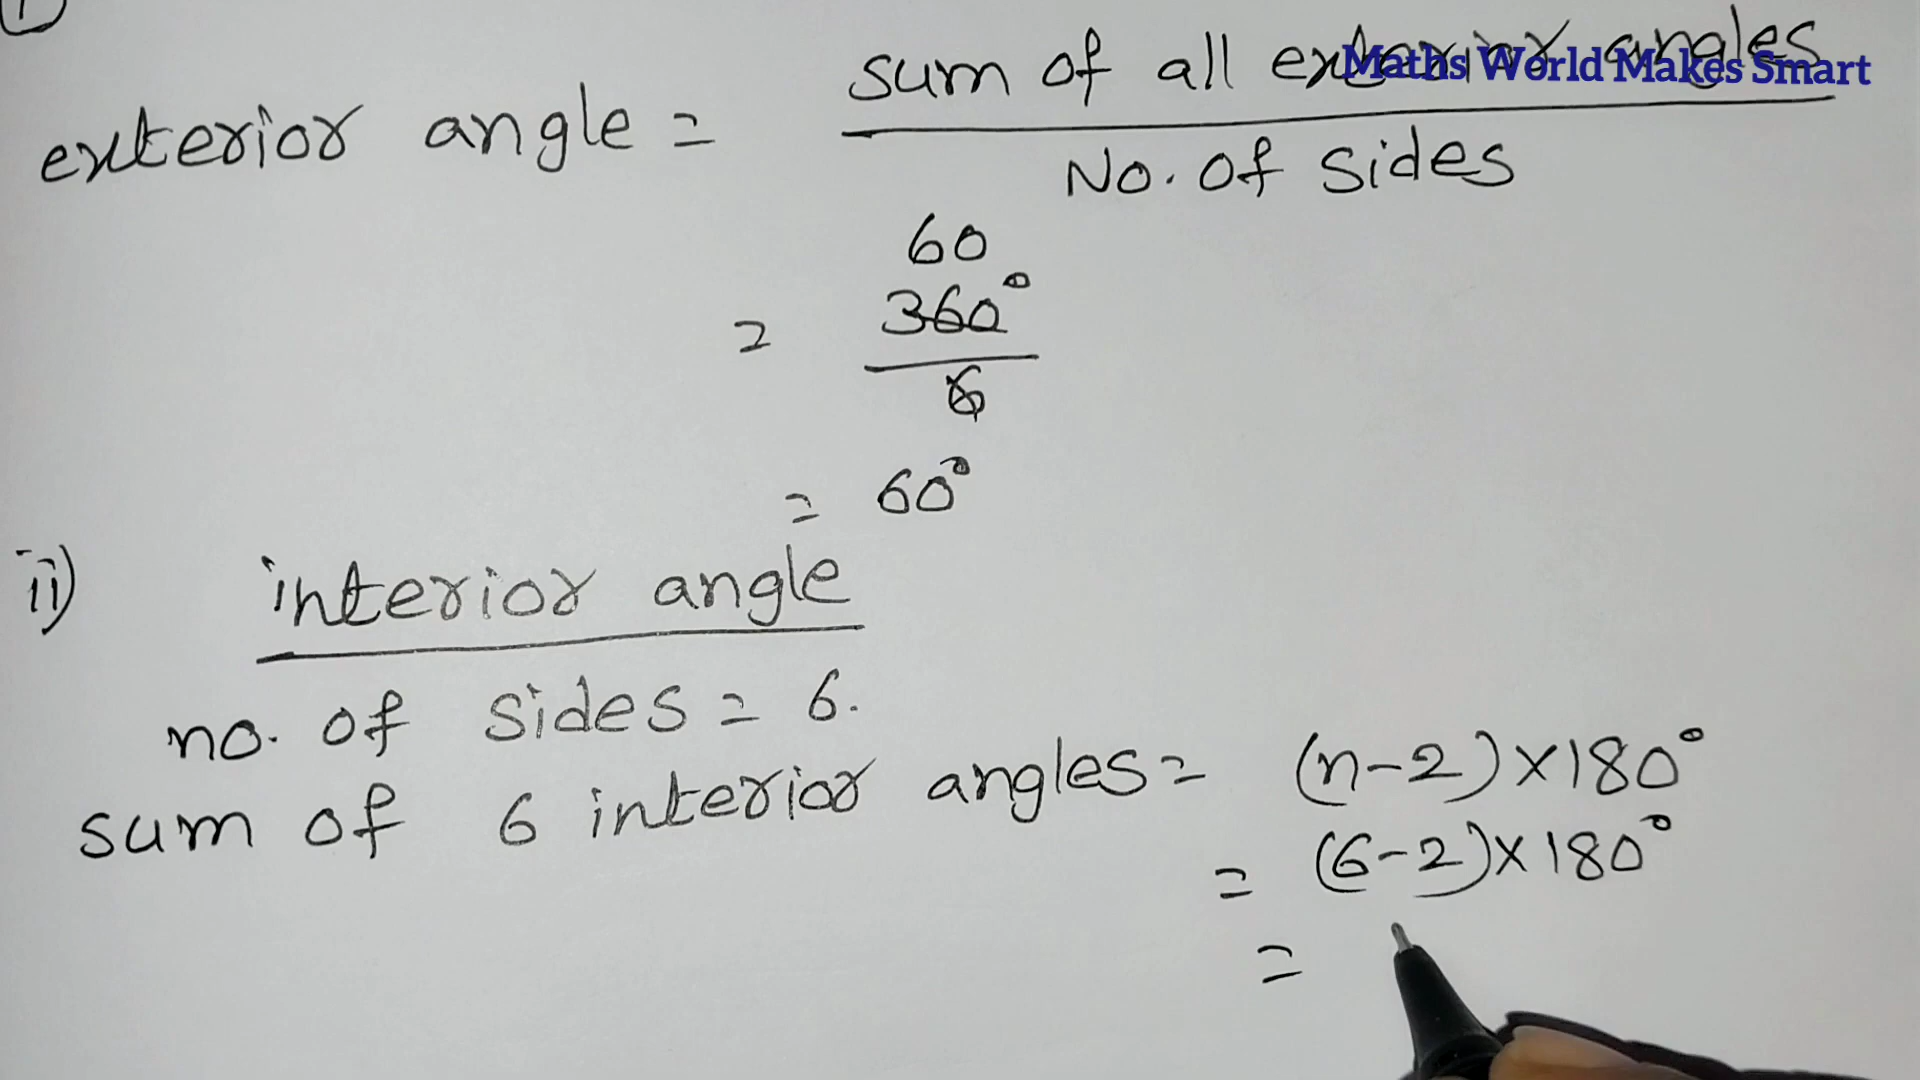 sum of all exterior angles
Maths World Makes Smart
exterior angle =
No. of sides
60
= 360°
6
= 60°
ii) interior angle
no. of sides = 6.
sum of 6 interior angles = (n-2)×180°
= (6-2)×180°
=